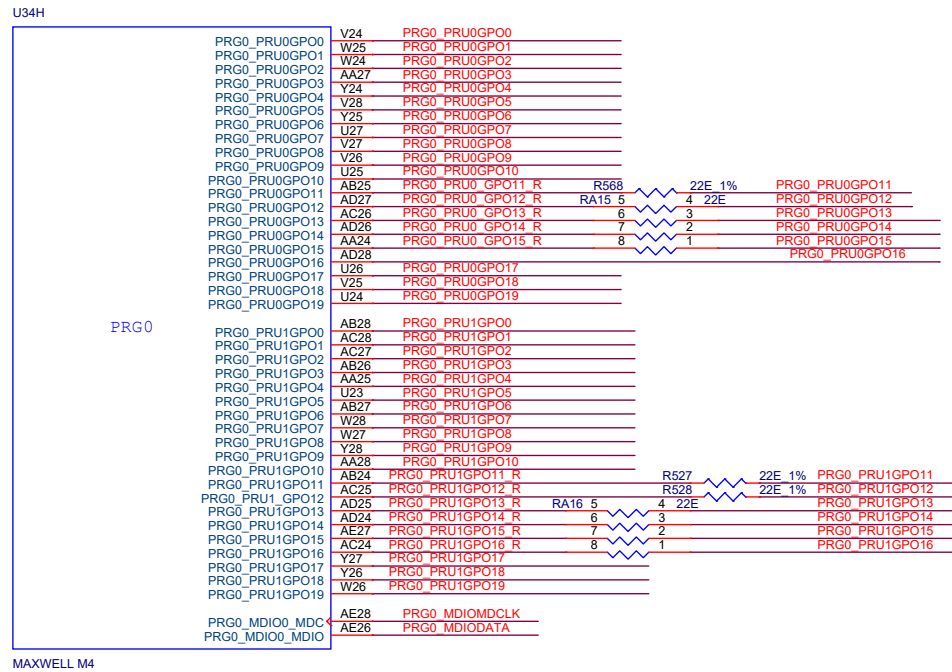 U34H
PRG0_PRU0GPO0 V24 PRG0_PRU0GPO0
PRG0_PRU0GPO1 W25 PRG0_PRU0GPO1
PRG0_PRU0GPO2 W24 PRG0_PRU0GPO2
PRG0_PRU0GPO3 AA27 PRG0_PRU0GPO3
PRG0_PRU0GPO4 Y24 PRG0_PRU0GPO4
PRG0_PRU0GPO5 V28 PRG0_PRU0GPO5
PRG0_PRU0GPO6 Y25 PRG0_PRU0GPO6
PRG0_PRU0GPO7 U27 PRG0_PRU0GPO7
PRG0_PRU0GPO8 V27 PRG0_PRU0GPO8
PRG0_PRU0GPO9 V26 PRG0_PRU0GPO9
PRG0_PRU0GPO10 U25 PRG0_PRU0GPO10
PRG0_PRU0GPO11 AB25 PRG0_PRU0_GPO11_R R568 22E_1% PRG0_PRU0GPO11
PRG0_PRU0GPO12 AD27 PRG0_PRU0_GPO12_R RA15 5 4 22E PRG0_PRU0GPO12
PRG0_PRU0GPO13 AC26 PRG0_PRU0_GPO13_R 6 3 PRG0_PRU0GPO13
PRG0_PRU0GPO14 AD26 PRG0_PRU0_GPO14_R 7 2 PRG0_PRU0GPO14
PRG0_PRU0GPO15 AA24 PRG0_PRU0_GPO15_R 8 1 PRG0_PRU0GPO15
PRG0_PRU0GPO16 AD28 PRG0_PRU0GPO16
PRG0_PRU0GPO17 U26 PRG0_PRU0GPO17
PRG0_PRU0GPO18 V25 PRG0_PRU0GPO18
PRG0_PRU0GPO19 U24 PRG0_PRU0GPO19
PRG0
PRG0_PRU1GPO0 AB28 PRG0_PRU1GPO0
PRG0_PRU1GPO1 AC28 PRG0_PRU1GPO1
PRG0_PRU1GPO2 AC27 PRG0_PRU1GPO2
PRG0_PRU1GPO3 AB26 PRG0_PRU1GPO3
PRG0_PRU1GPO4 AA25 PRG0_PRU1GPO4
PRG0_PRU1GPO5 U23 PRG0_PRU1GPO5
PRG0_PRU1GPO6 AB27 PRG0_PRU1GPO6
PRG0_PRU1GPO7 W28 PRG0_PRU1GPO7
PRG0_PRU1GPO8 W27 PRG0_PRU1GPO8
PRG0_PRU1GPO9 Y28 PRG0_PRU1GPO9
PRG0_PRU1GPO10 AA28 PRG0_PRU1GPO10
PRG0_PRU1GPO11 AB24 PRG0_PRU1GPO11_R R527 22E_1% PRG0_PRU1GPO11
PRG0_PRU1_GPO12 AC25 PRG0_PRU1GPO12_R R528 22E_1% PRG0_PRU1GPO12
PRG0_PRU1GPO13 AD25 PRG0_PRU1GPO13_R RA16 5 4 22E PRG0_PRU1GPO13
PRG0_PRU1GPO14 AD24 PRG0_PRU1GPO14_R 6 3 PRG0_PRU1GPO14
PRG0_PRU1GPO15 AE27 PRG0_PRU1GPO15_R 7 2 PRG0_PRU1GPO15
PRG0_PRU1GPO16 AC24 PRG0_PRU1GPO16_R 8 1 PRG0_PRU1GPO16
PRG0_PRU1GPO17 Y27 PRG0_PRU1GPO17
PRG0_PRU1GPO18 Y26 PRG0_PRU1GPO18
PRG0_PRU1GPO19 W26 PRG0_PRU1GPO19
PRG0_MDIO0_MDC AE28 PRG0_MDIOMDCLK
PRG0_MDIO0_MDIO AE26 PRG0_MDIODATA
MAXWELL M4